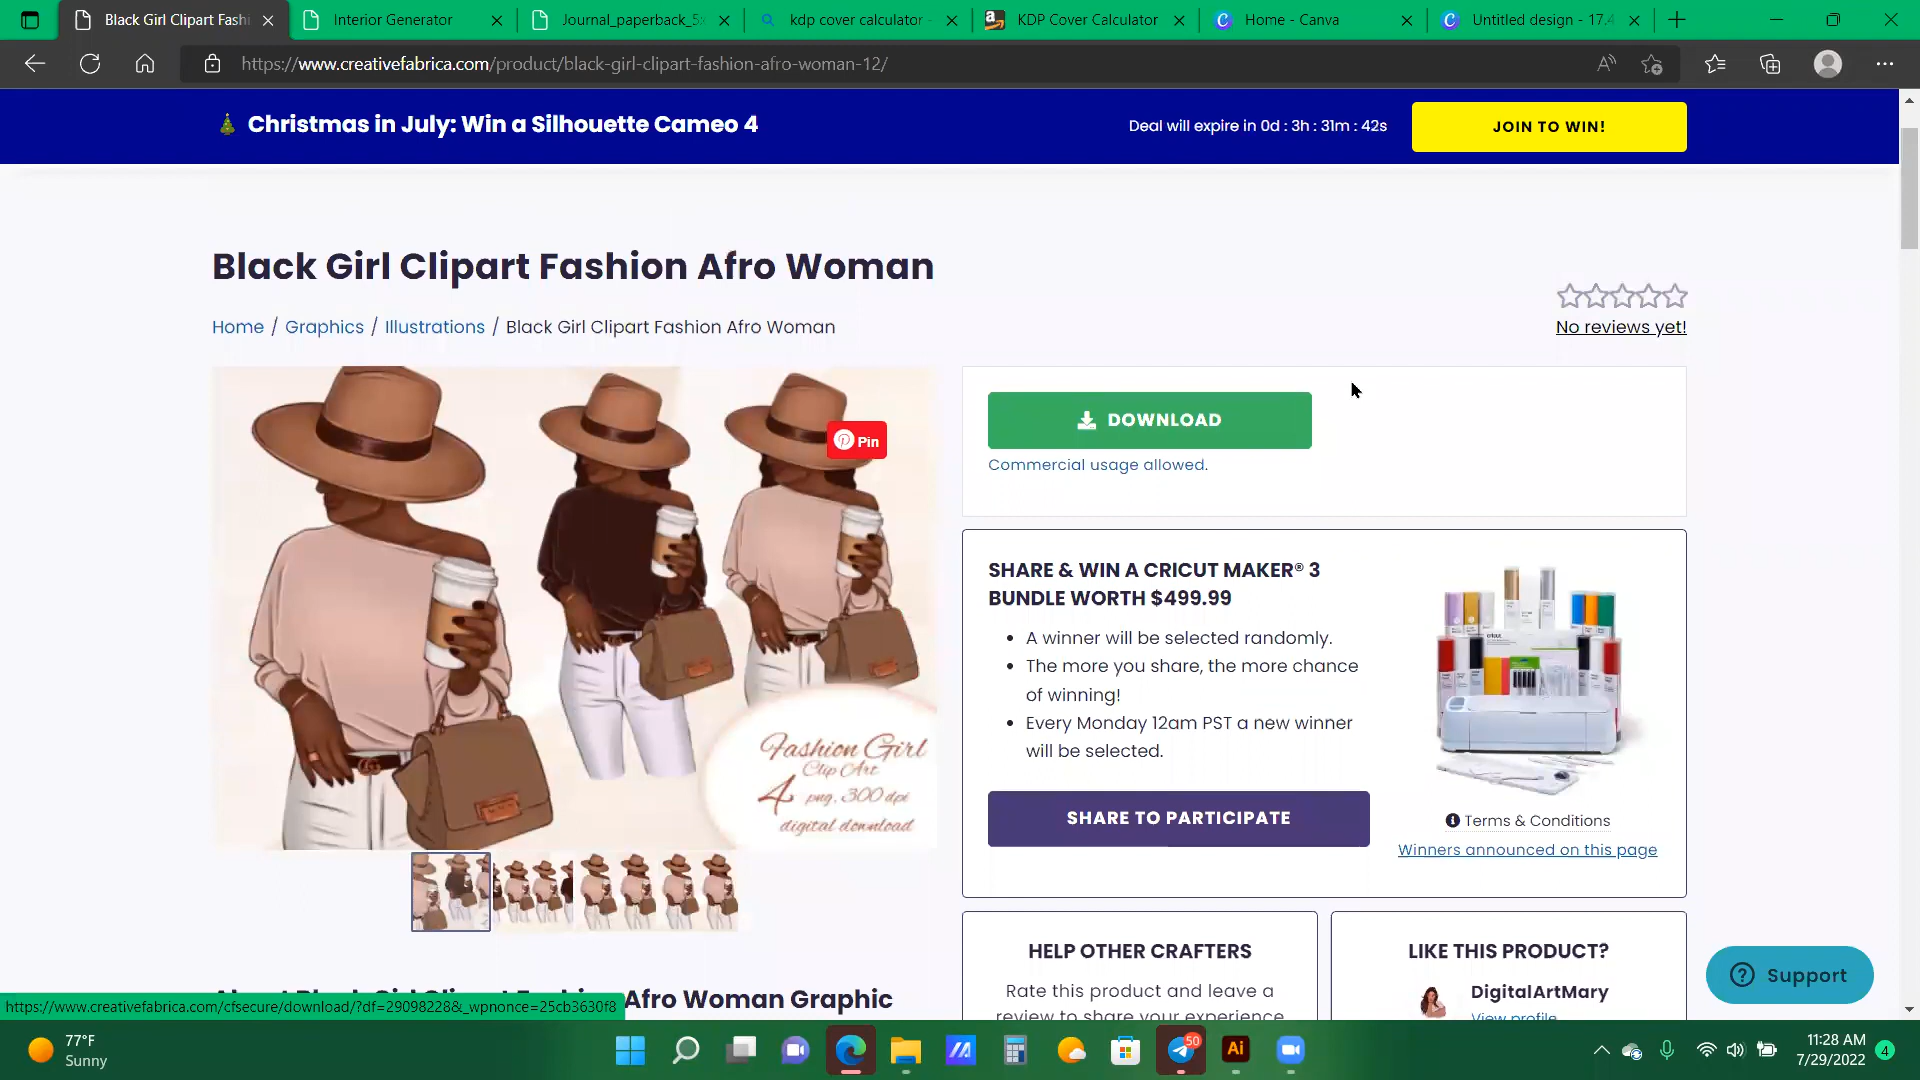 Black Girl Clipart Fashi
Interior Generator
Journal_paperback_5
kdp cover calculator -
KDP Cover Calculator
Home - Canva
Untitled design - 17.4
https://www.creativefabrica.com/product/black-girl-clipart-fashion-afro-woman-12/
Christmas in July: Win a Silhouette Cameo 4
Deal will expire in 0d : 3h : 31m : 42s
JOIN TO WIN!
Black Girl Clipart Fashion Afro Woman
No reviews yet!
Home / Graphics / Illustrations / Black Girl Clipart Fashion Afro Woman
Pin
Fashion Girl
Clip Art
4 png, 300 dpi
digital download
DOWNLOAD
Commercial usage allowed.
SHARE & WIN A CRICUT MAKER® 3
BUNDLE WORTH $499.99
• A winner will be selected randomly.
• The more you share, the more chance
of winning!
• Every Monday 12am PST a new winner
will be selected.
SHARE TO PARTICIPATE
Terms & Conditions
Winners announced on this page
HELP OTHER CRAFTERS
Rate this product and leave a
review to share your experience
LIKE THIS PRODUCT?
DigitalArtMary
View profile
Support
Afro Woman Graphic
https://www.creativefabrica.com/cfsecure/download/?df=29098228&_wpnonce=25cb3630f8
77°F
Sunny
50
Ai
11:28 AM
7/29/2022
4